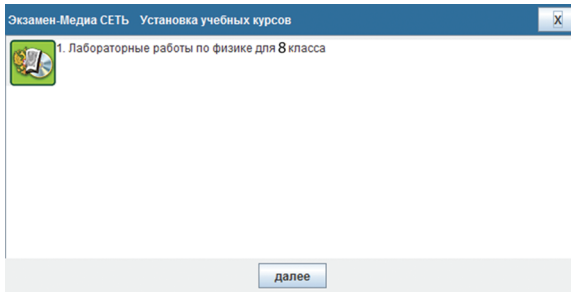 Экзамен-Медиа СЕТЬ Установка учебных курсов X
1. Лабораторные работы по физике для 8 класса
далее